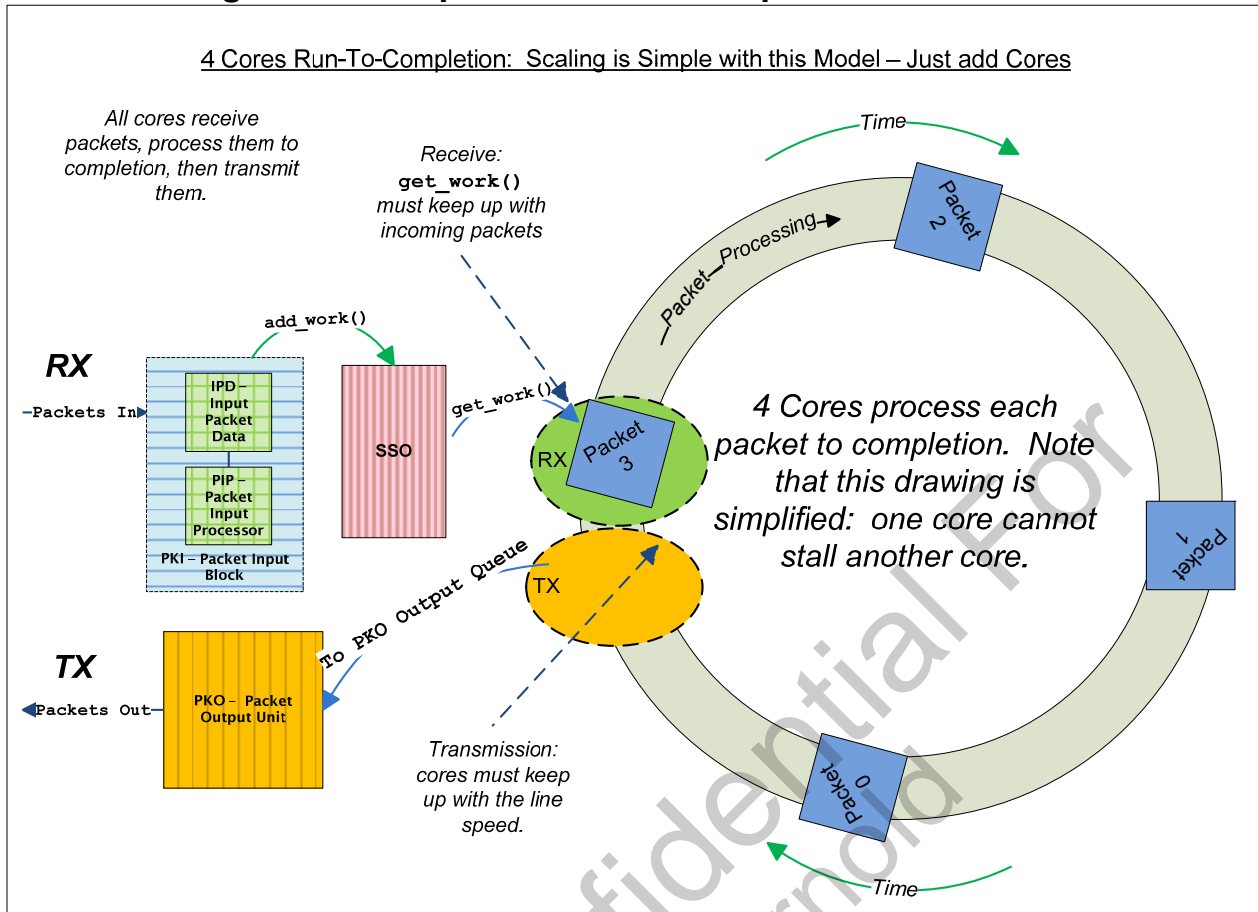 4 Cores Run-To-Completion:  Scaling is Simple with this Model – Just add Cores
All cores receive
packets, process them to
completion, then transmit
them.
Receive:
get_work()
must keep up with
incoming packets
Time
Packet
2
Packet Processing
add_work()
RX
Packets In
IPD –
Input
Packet
Data
PIP –
Packet
Input
Processor
PKI – Packet Input
Block
SSO
get_work()
RX
Packet
3
4 Cores process each
packet to completion.  Note
that this drawing is
simplified:  one core cannot
stall another core.
Packet
1
TX
To PKO Output Queue
TX
Packets Out
PKO – Packet
Output Unit
Transmission:
cores must keep
up with the line
speed.
Packet
0
Time
For